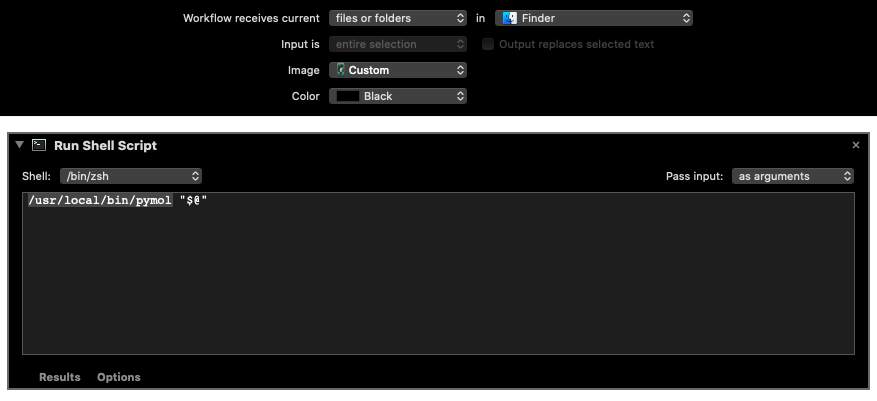 Workflow receives current files or folders in Finder
Input is entire selection Output replaces selected text
Image Custom
Color Black
Run Shell Script
Shell: /bin/zsh Pass input: as arguments
/usr/local/bin/pymol "$@"
Results Options